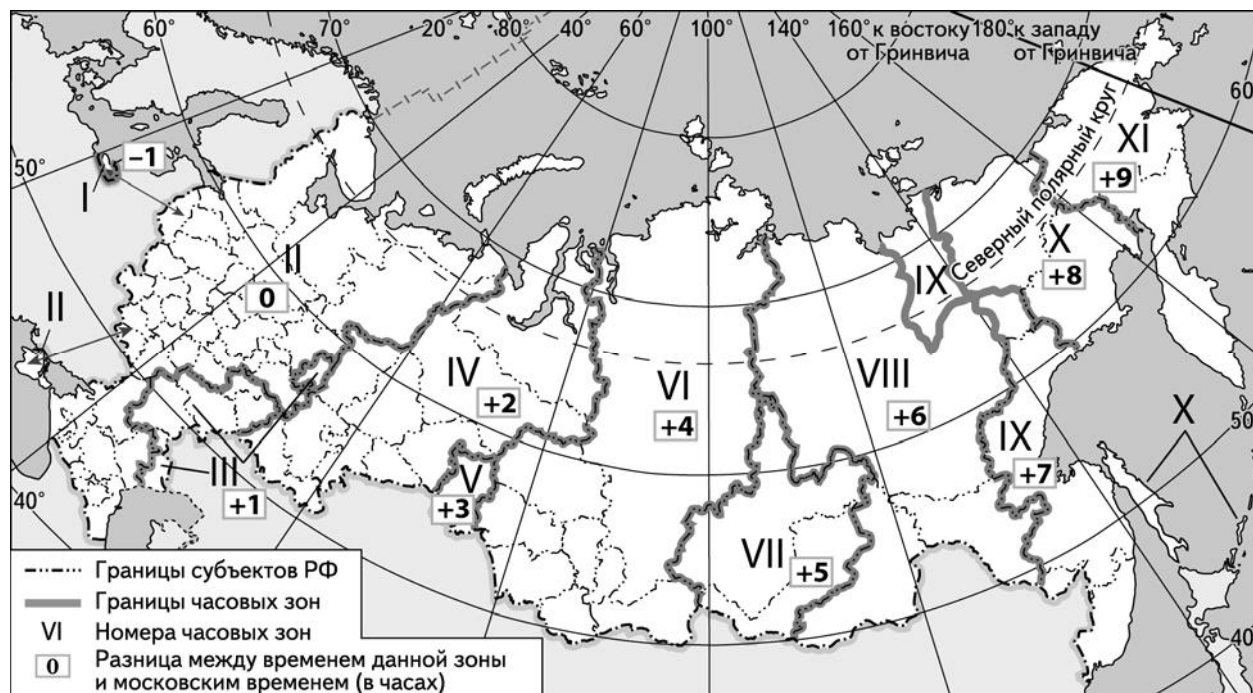 60°
70°
20°
40
60
80
100°
120
140
160° к востоку
от Гринвича
180° к западу
от Гринвича
60°
50°
40°
50°
40°
Северный полярный круг
I
–1
II
II
0
III
+1
IV
+2
V
+3
VI
+4
VII
+5
VIII
+6
IX
IX
+7
X
+8
X
XI
+9
Границы субъектов РФ
Границы часовых зон
VI Номера часовых зон
0 Разница между временем данной зоны
и московским временем (в часах)